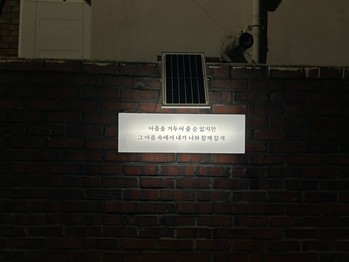 어둠을 거두어 줄 순 없지만
그 어둠 속에서 내가 너와 함께 할게